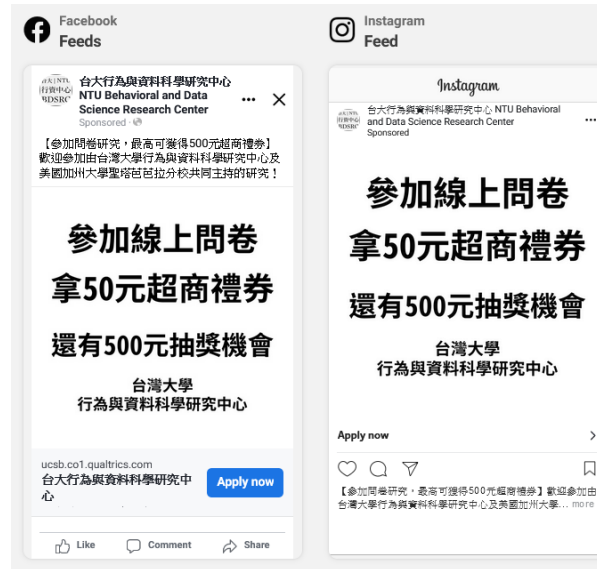 Facebook
Feeds
台大行為與資料科學研究中心
NTU Behavioral and Data
Science Research Center
Sponsored
【參加問卷研究,最高可獲得500元超商禮券】
歡迎參加由台灣大學行為與資料科學研究中心及
美國加州大學聖塔芭芭拉分校共同主持的研究!
參加線上問卷
拿50元超商禮券
還有500元抽獎機會
台灣大學
行為與資料科學研究中心
ucsb.co1.qualtrics.com
台大行為與資料科學研究中
心
Apply now
Like
Comment
Share
Instagram
Feed
Instagram
台大行為與資料科學研究中心 NTU Behavioral
and Data Science Research Center
Sponsored
參加線上問卷
拿50元超商禮券
還有500元抽獎機會
台灣大學
行為與資料科學研究中心
Apply now
【參加問卷研究,最高可獲得500元超商禮券】歡迎參加由
台灣大學行為與資料科學研究中心及美國加州大學... more